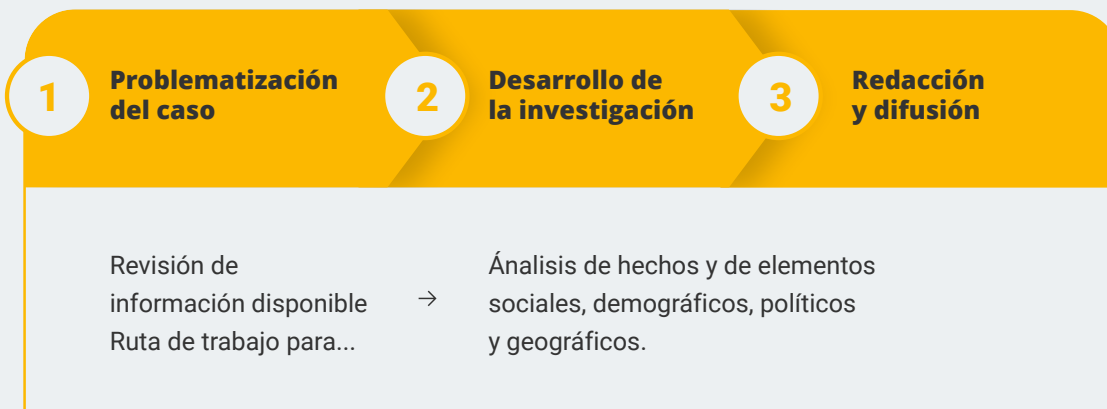 1
Problematización
del caso
2
Desarrollo de
la investigación
3
Redacción
y difusión
Revisión de
información disponible
Ruta de trabajo para...
→
Ánalisis de hechos y de elementos
sociales, demográficos, políticos
y geográficos.